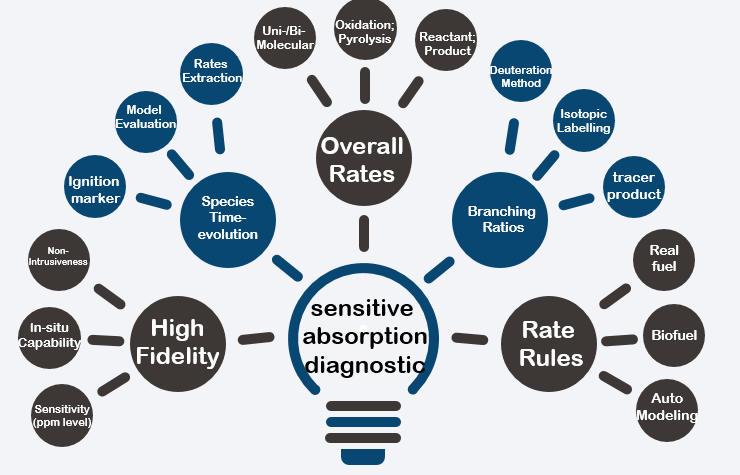 Uni-/Bi-
Molecular
Oxidation;
Pyrolysis
Reactant;
Product
Rates
Extraction
Deuteration
Method
Model
Evaluation
Isotopic
Labelling
Overall
Rates
Ignition
marker
tracer
product
Species
Time-
evolution
Branching
Ratios
Non-
Intrusiveness
Real
fuel
In-situ
Capability
High
Fidelity
sensitive
absorption
diagnostic
Rate
Rules
Biofuel
Sensitivity
(ppm level)
Auto
Modeling